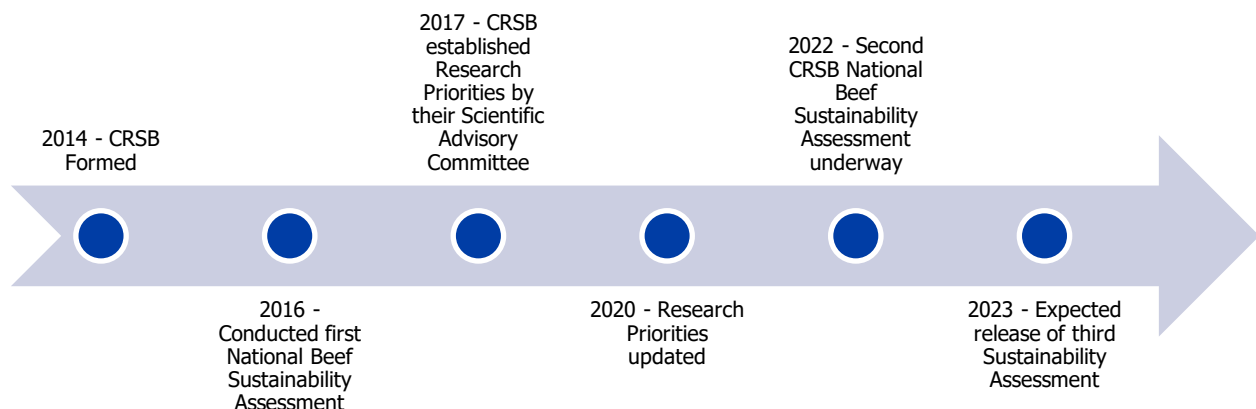 2014 - CRSB
Formed
2016 -
Conducted first
National Beef
Sustainability
Assessment
2017 - CRSB
established
Research
Priorities by
their Scientific
Advisory
Committee
2020 - Research
Priorities
updated
2022 - Second
CRSB National
Beef
Sustainability
Assessment
underway
2023 - Expected
release of third
Sustainability
Assessment